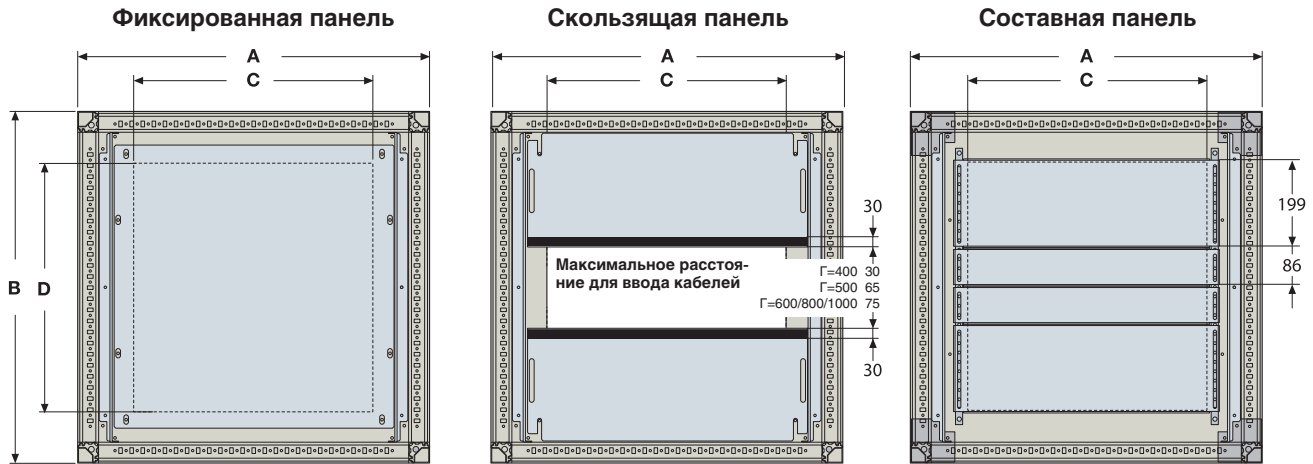 Фиксированная панель
Скользящая панель
Составная панель
A
C
A
C
A
C
B
D
30
Максимальное расстоя-
ние для ввода кабелей
Г=400 30
Г=500 65
Г=600/800/1000 75
30
199
86